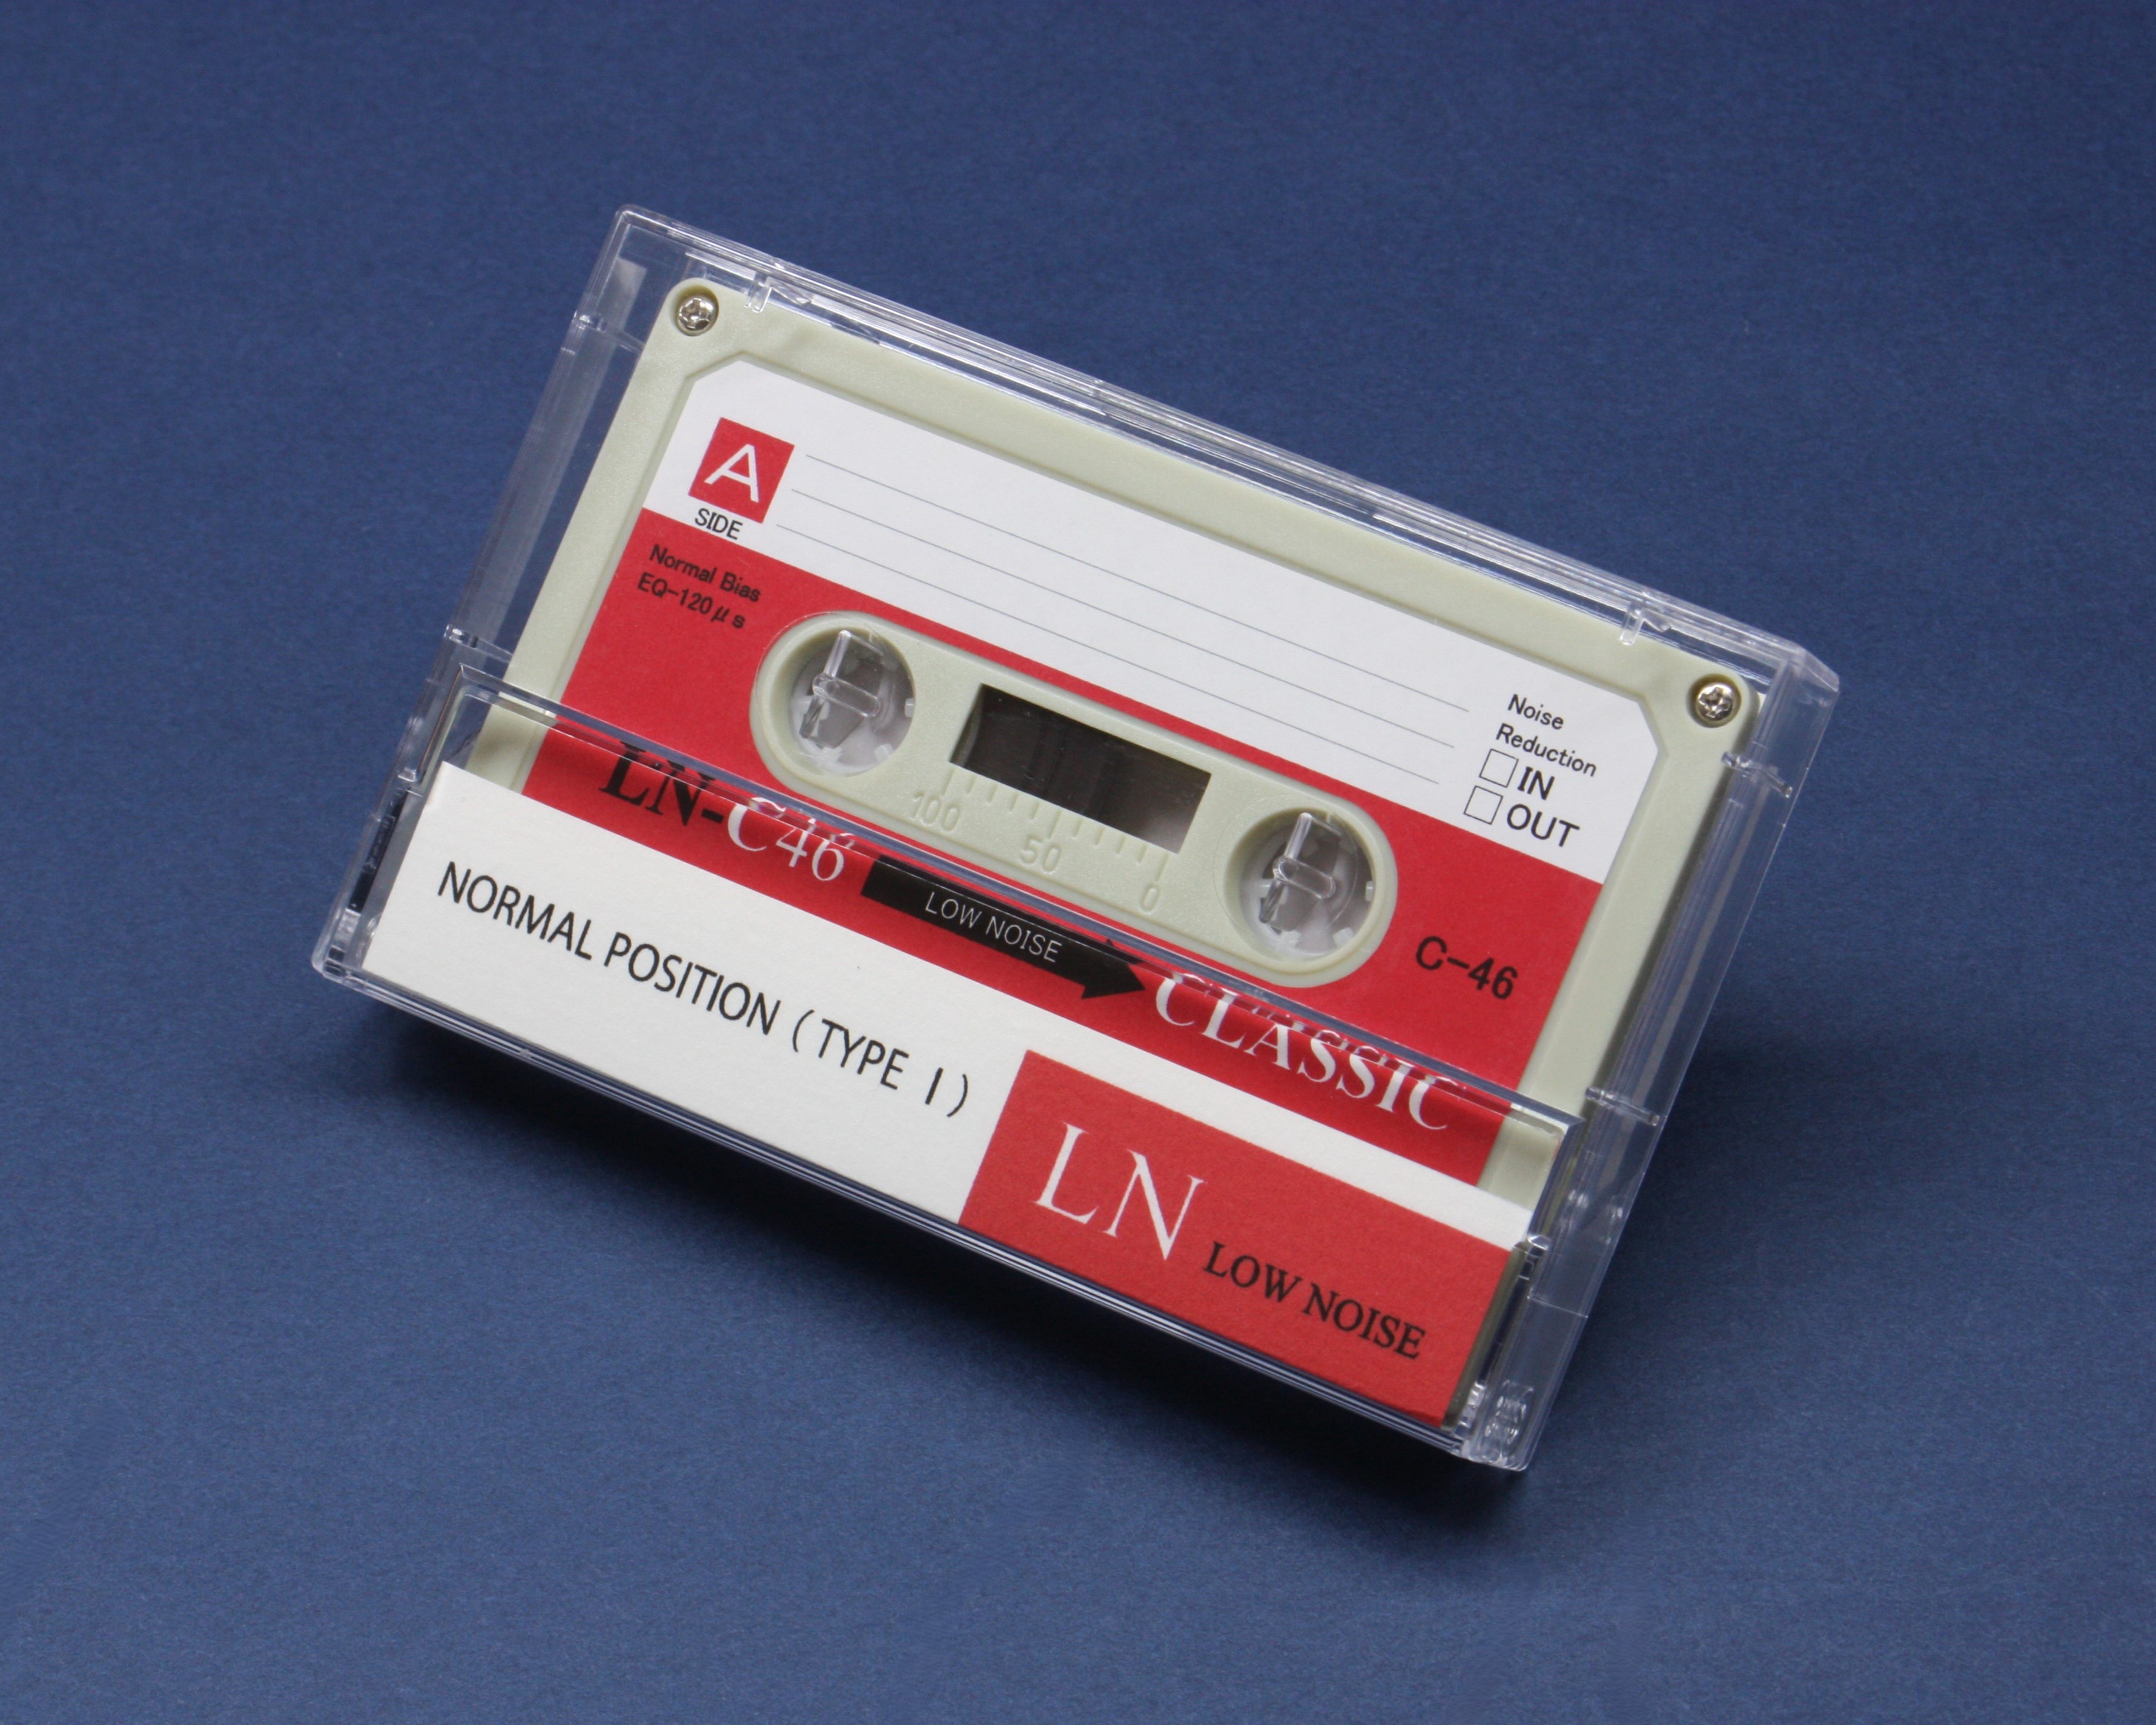 A
SIDE
Normal Bias
EQ-120μs
Noise
Reduction
IN
OUT
100
50
0
C-46
LN-C46
LOW NOISE
CLASSIC
NORMAL POSITION (TYPE I)
LN LOW NOISE